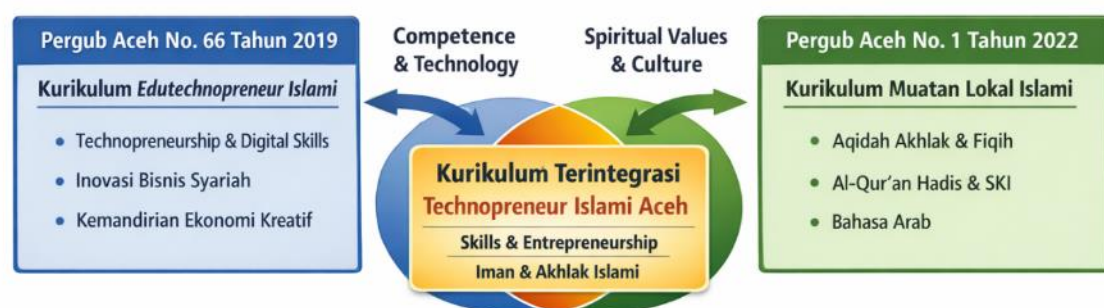 Pergub Aceh No. 66 Tahun 2019
Kurikulum Edutechnopreneur Islami
• Technopreneurship & Digital Skills
• Inovasi Bisnis Syariah
• Kemandirian Ekonomi Kreatif
Competence
& Technology
Spiritual Values
& Culture
Kurikulum Terintegrasi
Technopreneur Islami Aceh
Skills & Entrepreneurship
Iman & Akhlak Islami
Pergub Aceh No. 1 Tahun 2022
Kurikulum Muatan Lokal Islami
• Aqidah Akhlak & Fiqih
• Al-Qur'an Hadis & SKI
• Bahasa Arab